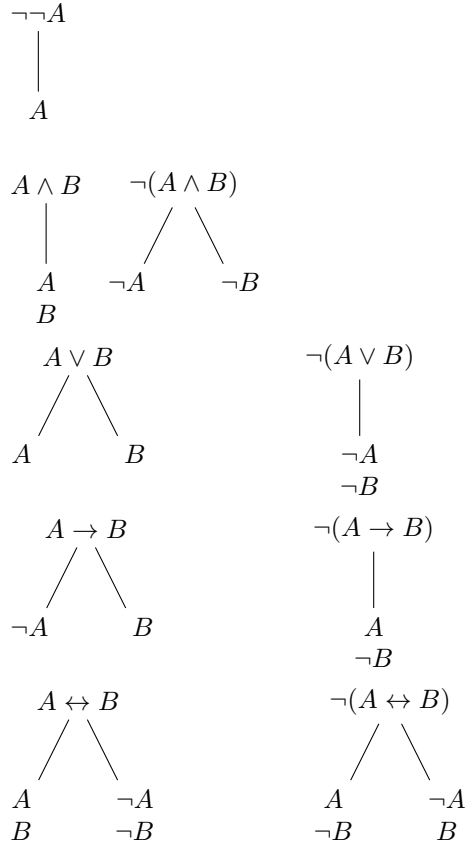 ¬¬A
A
A ∧ B ¬(A ∧ B)
A ¬A ¬B
B
A ∨ B ¬(A ∨ B)
A B ¬A
¬B
A → B ¬(A → B)
¬A B A
¬B
A ↔ B ¬(A ↔ B)
A ¬A A ¬A
B ¬B ¬B B